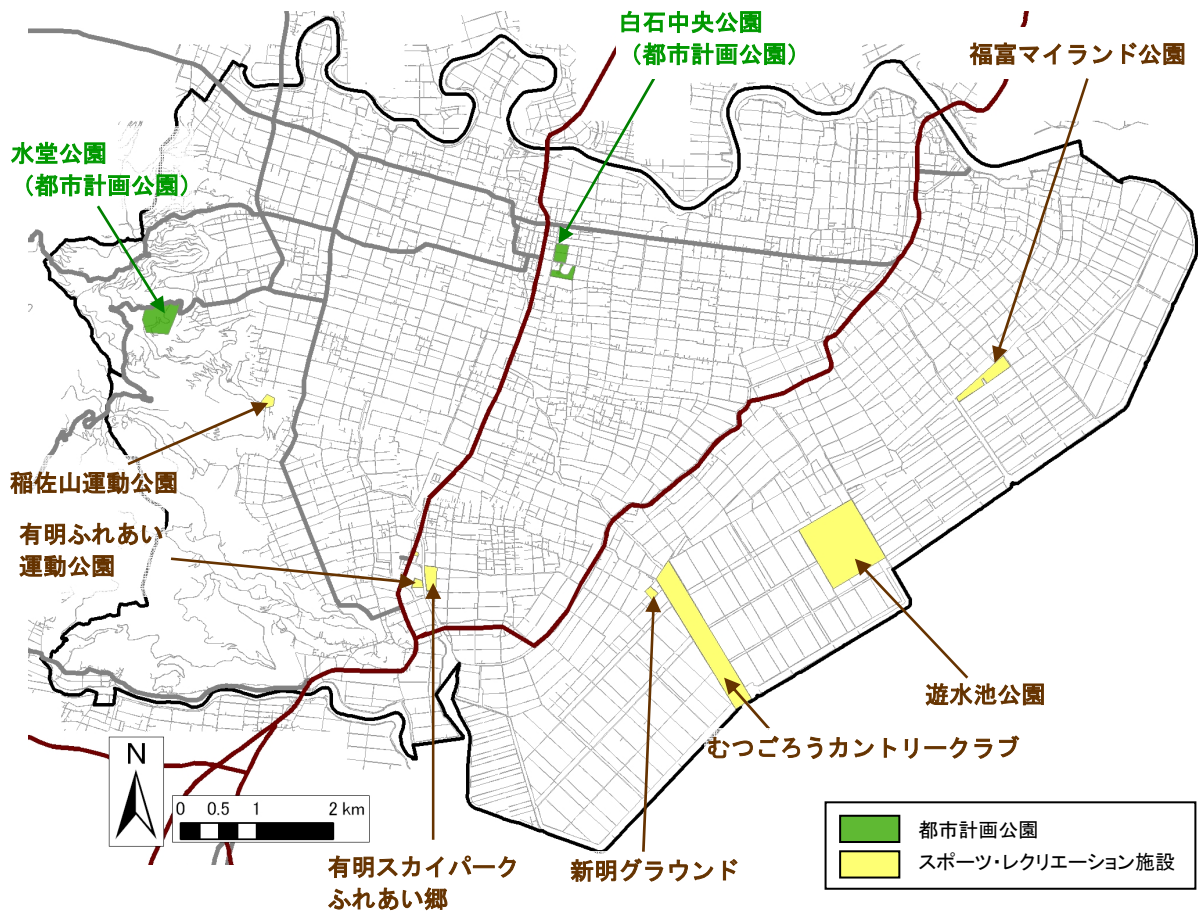 白石中央公園
（都市計画公園）
福富マイランド公園
水堂公園
（都市計画公園）
稲佐山運動公園
有明ふれあい
運動公園
遊水池公園
むつごろうカントリークラブ
新明グラウンド
有明スカイパーク
ふれあい郷
N
0 0.5 1 2 km
都市計画公園
スポーツ・レクリエーション施設